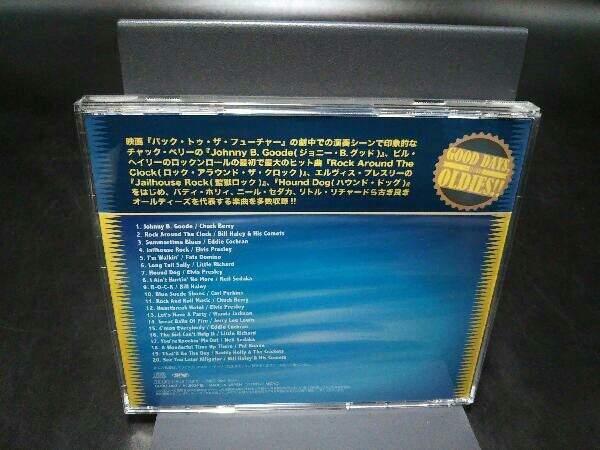 映画『バック・トゥ・ザ・フューチャー』の劇中での演奏シーンで印象的な
チャック・ベリーの『Johnny B. Goode(ジョニー・B.グッド)』、ビル・
ヘイリーのロックンロールの最初で最大のヒット曲『Rock Around The
Clock(ロック・アラウンド・ザ・クロック)』、エルヴィス・プレスリーの
『Jailhouse Rock(監獄ロック)』、『Hound Dog(ハウンド・ドッグ)』
をはじめ、バディ・ホリィ、ニール・セダカ、リトル・リチャードら古き良き
オールディーズを代表する楽曲を多数収録!!
GOOD DAYS
OLDIES!!
1. Johnny B. Goode / Chuck Berry
2. Rock Around The Clock / Bill Haley & His Comets
3. Summertime Blues / Eddie Cochran
4. Jailhouse Rock / Elvis Presley
5. I'm Walkin' / Fats Domino
6. Long Tall Sally / Little Richard
7. Hound Dog / Elvis Presley
8. I Ain't Hurtin' No More / Neil Sedaka
9. R-O-C-K / Bill Haley
10. Blue Suede Shoes / Carl Perkins
11. Rock And Roll Music / Chuck Berry
12. Heartbreak Hotel / Elvis Presley
13. Let's Have A Party / Wanda Jackson
14. Great Balls Of Fire / Jerry Lee Lewis
15. C'mon Everybody / Eddie Cochran
16. The Girl Can't Help It / Little Richard
17. You're Knockin' Me Out / Neil Sedaka
18. A Wonderful Time Up There / Pat Boone
19. That'll Be The Day / Buddy Holly & The Crickets
20. See You Later Alligator / Bill Haley & His Comets